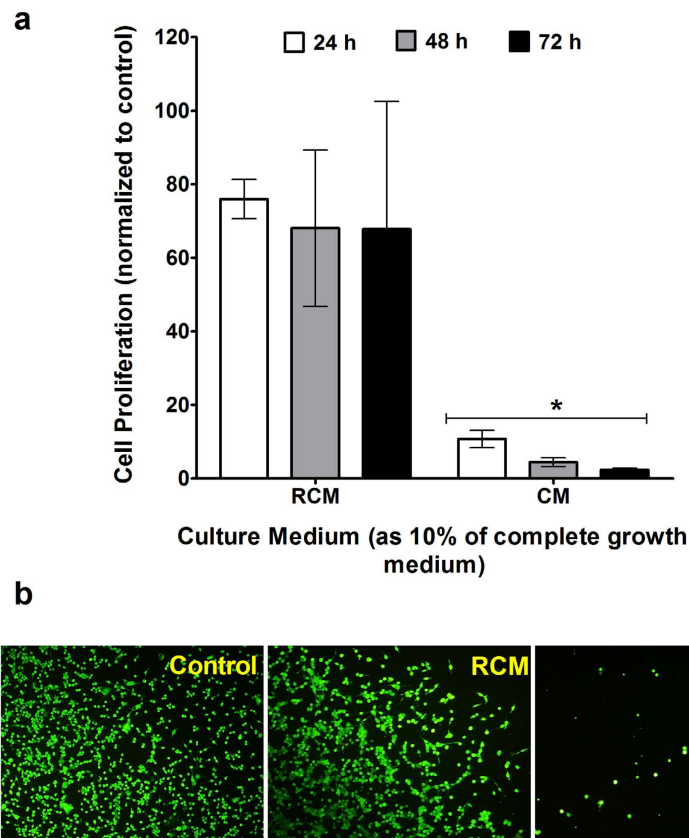 a
120
24 h 48 h 72 h
100
80
60
40
20
0
Cell Proliferation (normalized to control)
*
RCM CM
Culture Medium (as 10% of complete growth
medium)
b
Control RCM